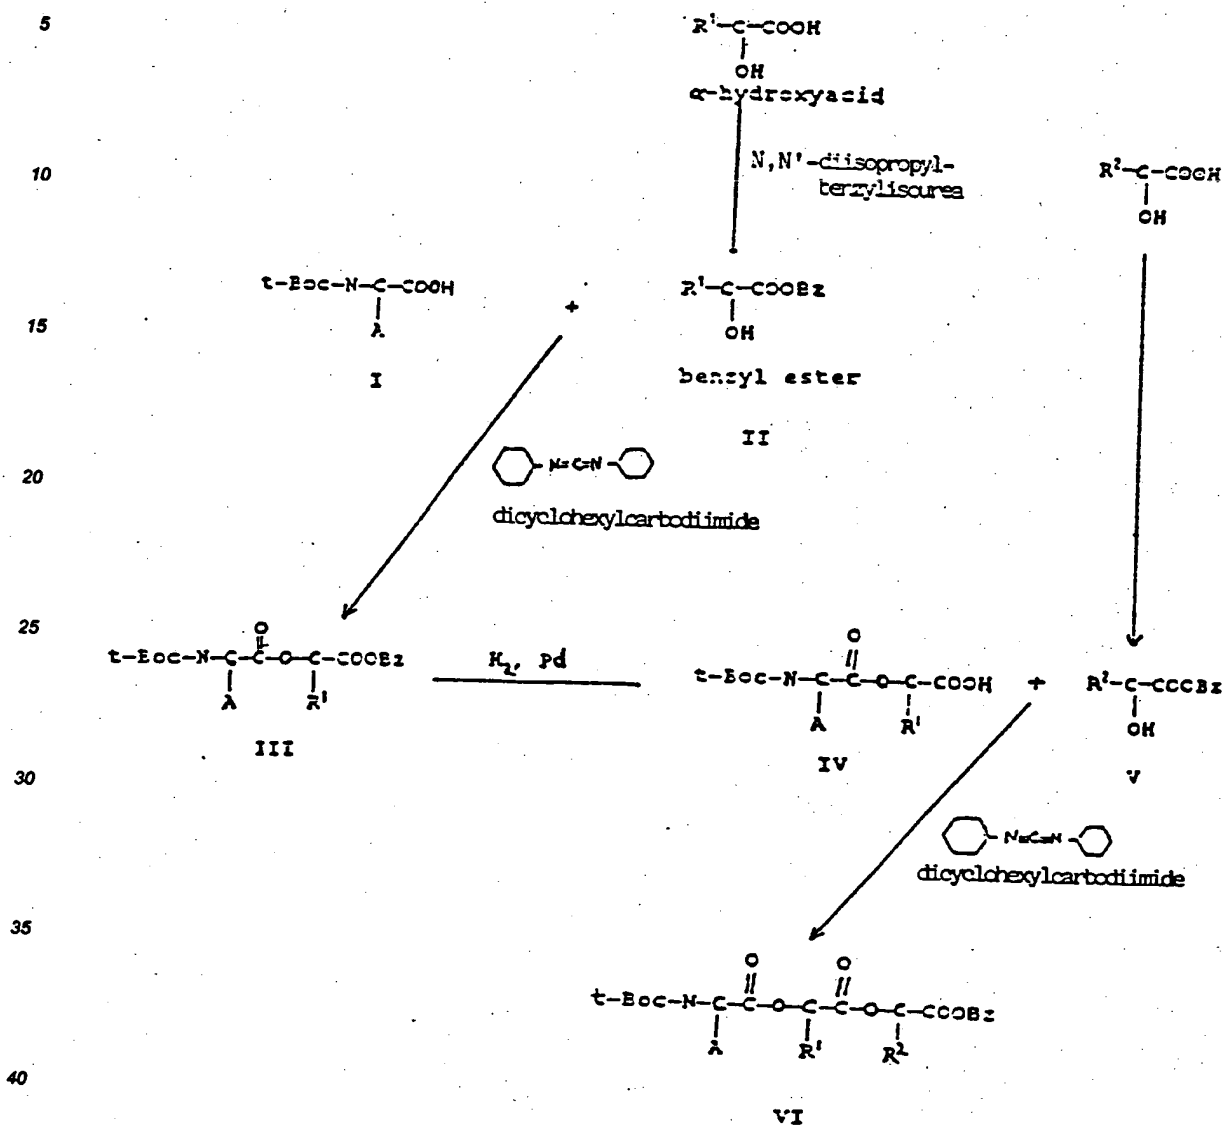 5
R¹-C-COOH
OH
α-hydroxyacid
N,N'-diisopropyl-
benzylisourea
10
R²-C-COOH
OH
t-Boc-N-C-COOH
A
I
+
R¹-C-COOBz
OH
benzyl ester
II
15
N=C=N
dicyclohexylcarbodiimide
20
25
O
t-Boc-N-C-C-O-C-COOBz
A R¹
III
H₂, Pd
O
t-Boc-N-C-C-O-C-COOH
A R¹
IV
+
R²-C-COOBz
OH
V
30
N=C=N
dicyclohexylcarbodiimide
35
O O
t-Boc-N-C-C-O-C-C-O-C-COOBz
A R¹ R²
VI
40